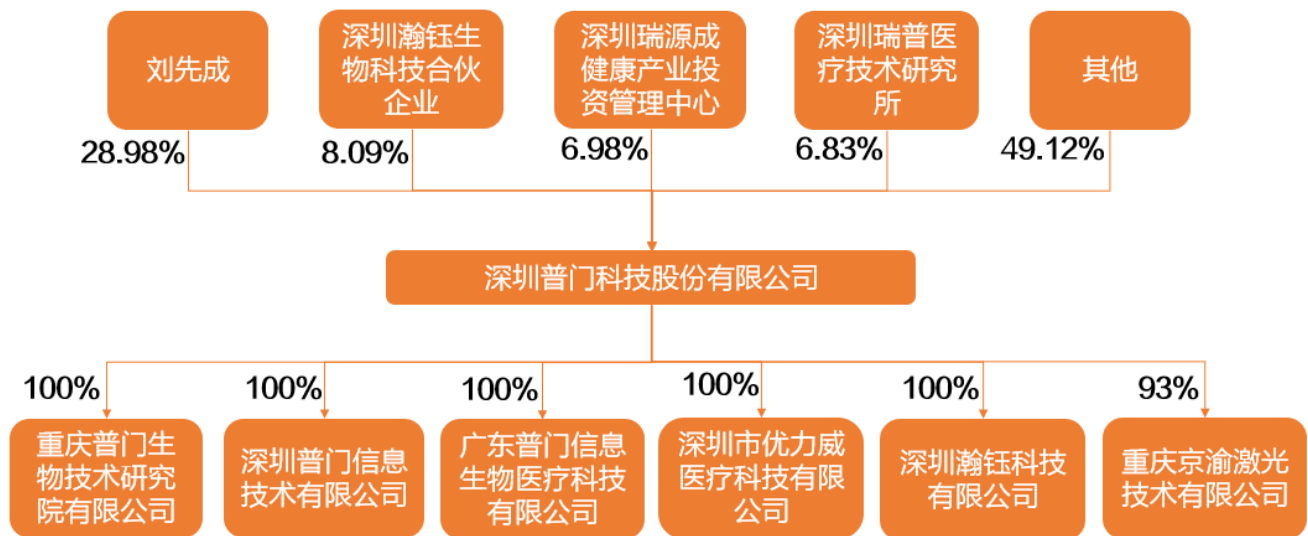 刘先成
深圳瀚钰生
物科技合伙
企业
深圳瑞源成
健康产业投
资管理中心
深圳瑞普医
疗技术研究
所
其他
28.98%
8.09%
6.98%
6.83%
49.12%
深圳普门科技股份有限公司
100%
100%
100%
100%
100%
93%
重庆普门生
物技术研究
院有限公司
深圳普门信息
技术有限公司
广东普门信息
生物医疗科技
有限公司
深圳市优力威
医疗科技有限
公司
深圳瀚钰科技
有限公司
重庆京渝激光
技术有限公司